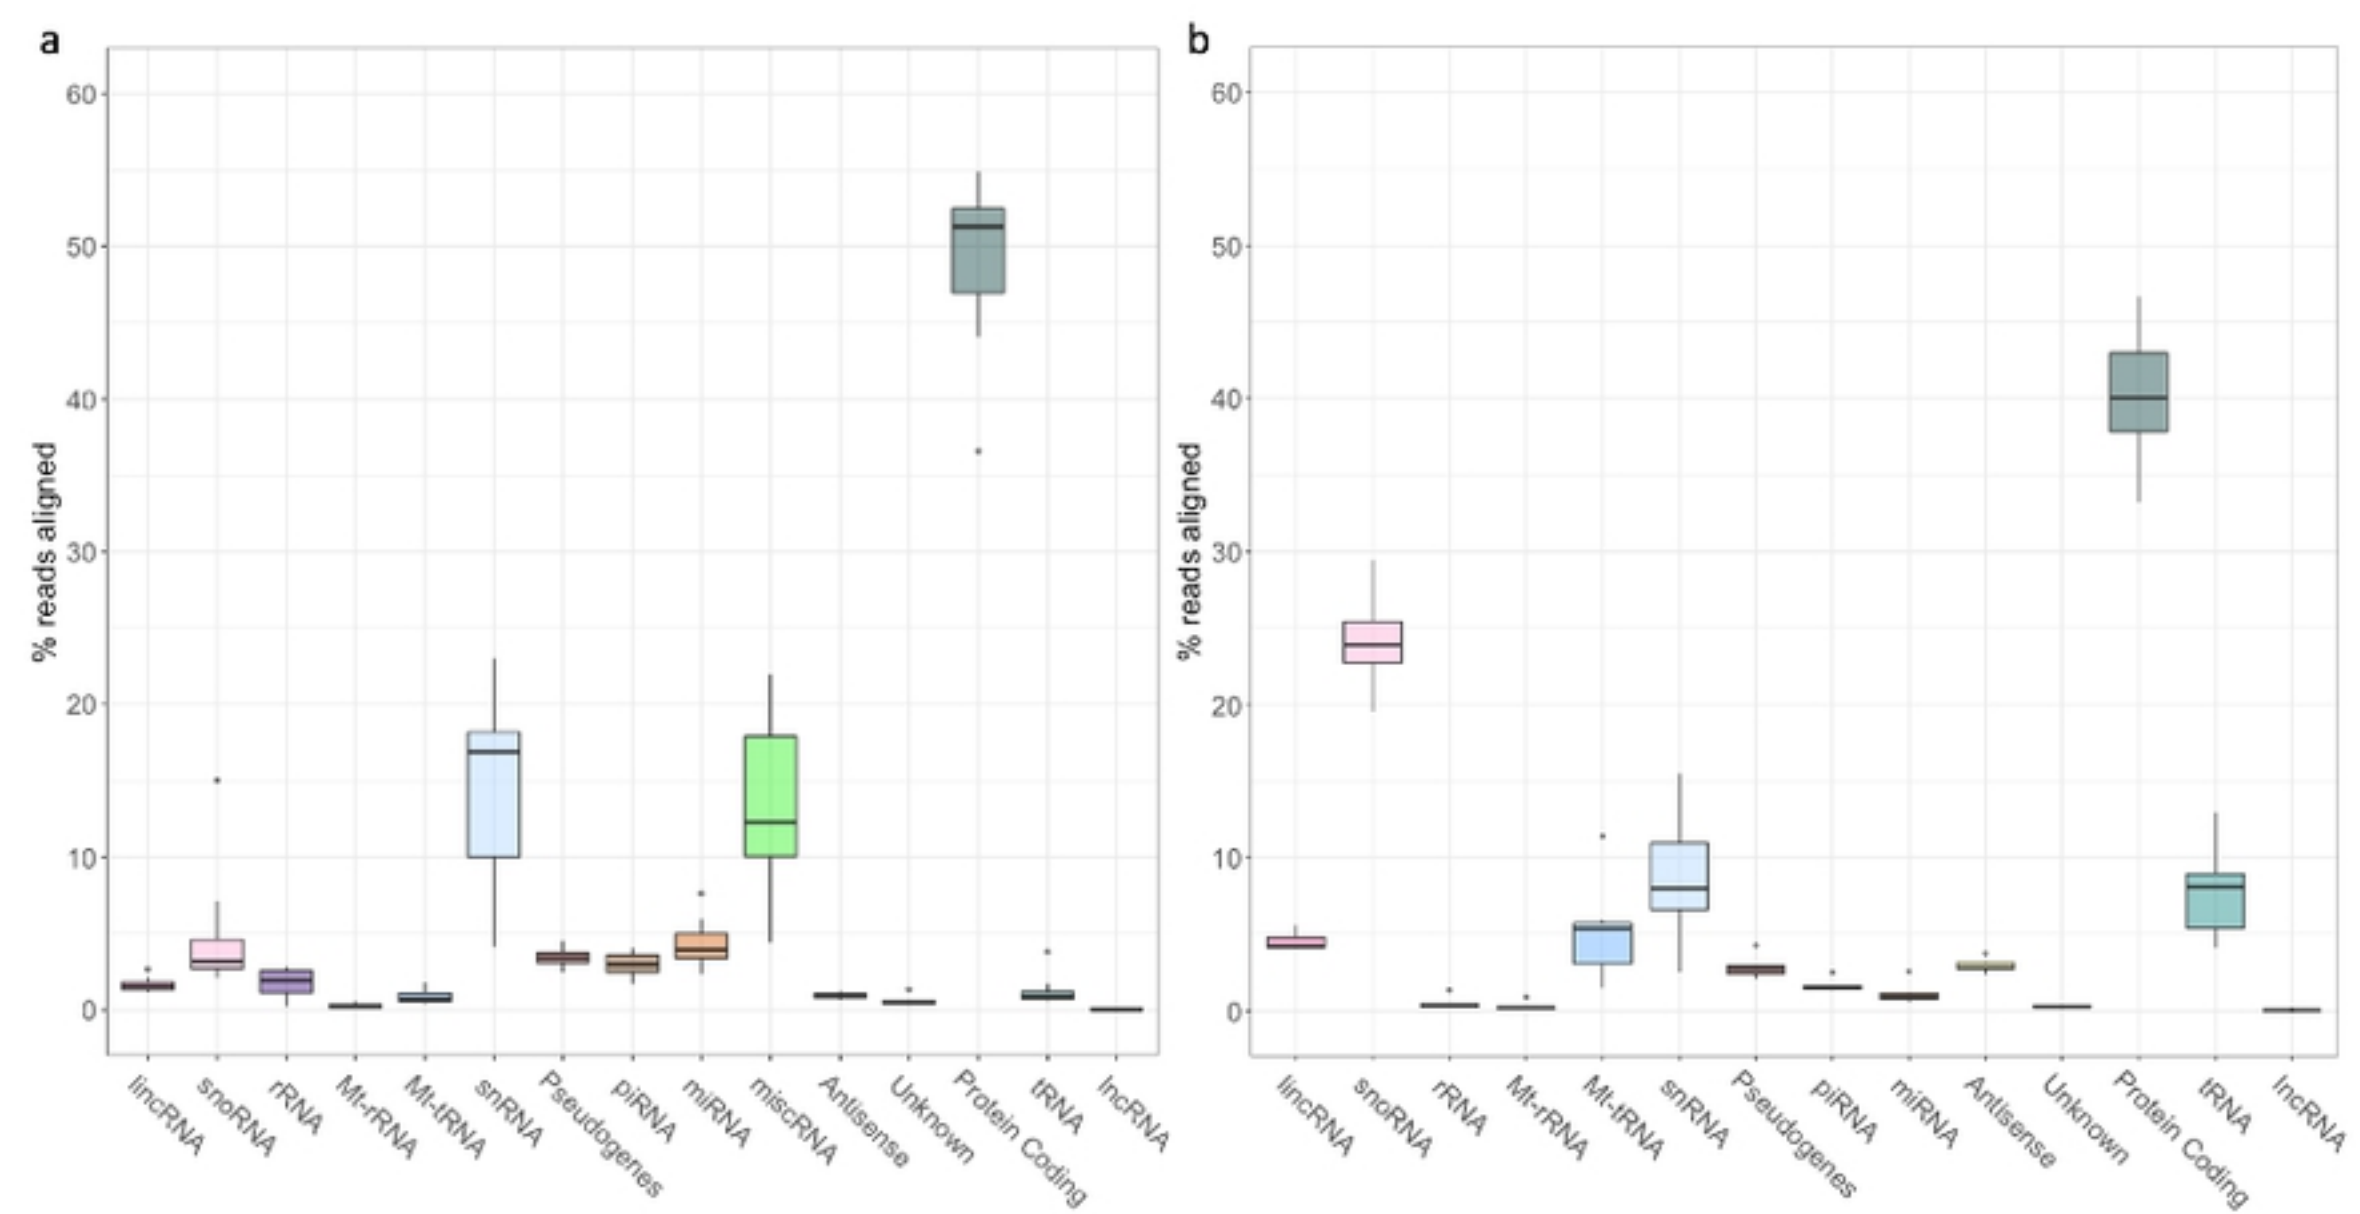 a
60
50
40
30
20
10
0
% reads aligned
lincRNA
snoRNA
rRNA
Mt-rRNA
Mt-tRNA
snRNA
Pseudogenes
piRNA
miRNA
miscRNA
Antisense
Unknown
Protein Coding
tRNA
lncRNA
b
60
50
40
30
20
10
0
% reads aligned
lincRNA
snoRNA
rRNA
Mt-rRNA
Mt-tRNA
snRNA
Pseudogenes
piRNA
miRNA
Antisense
Unknown
Protein Coding
tRNA
lncRNA